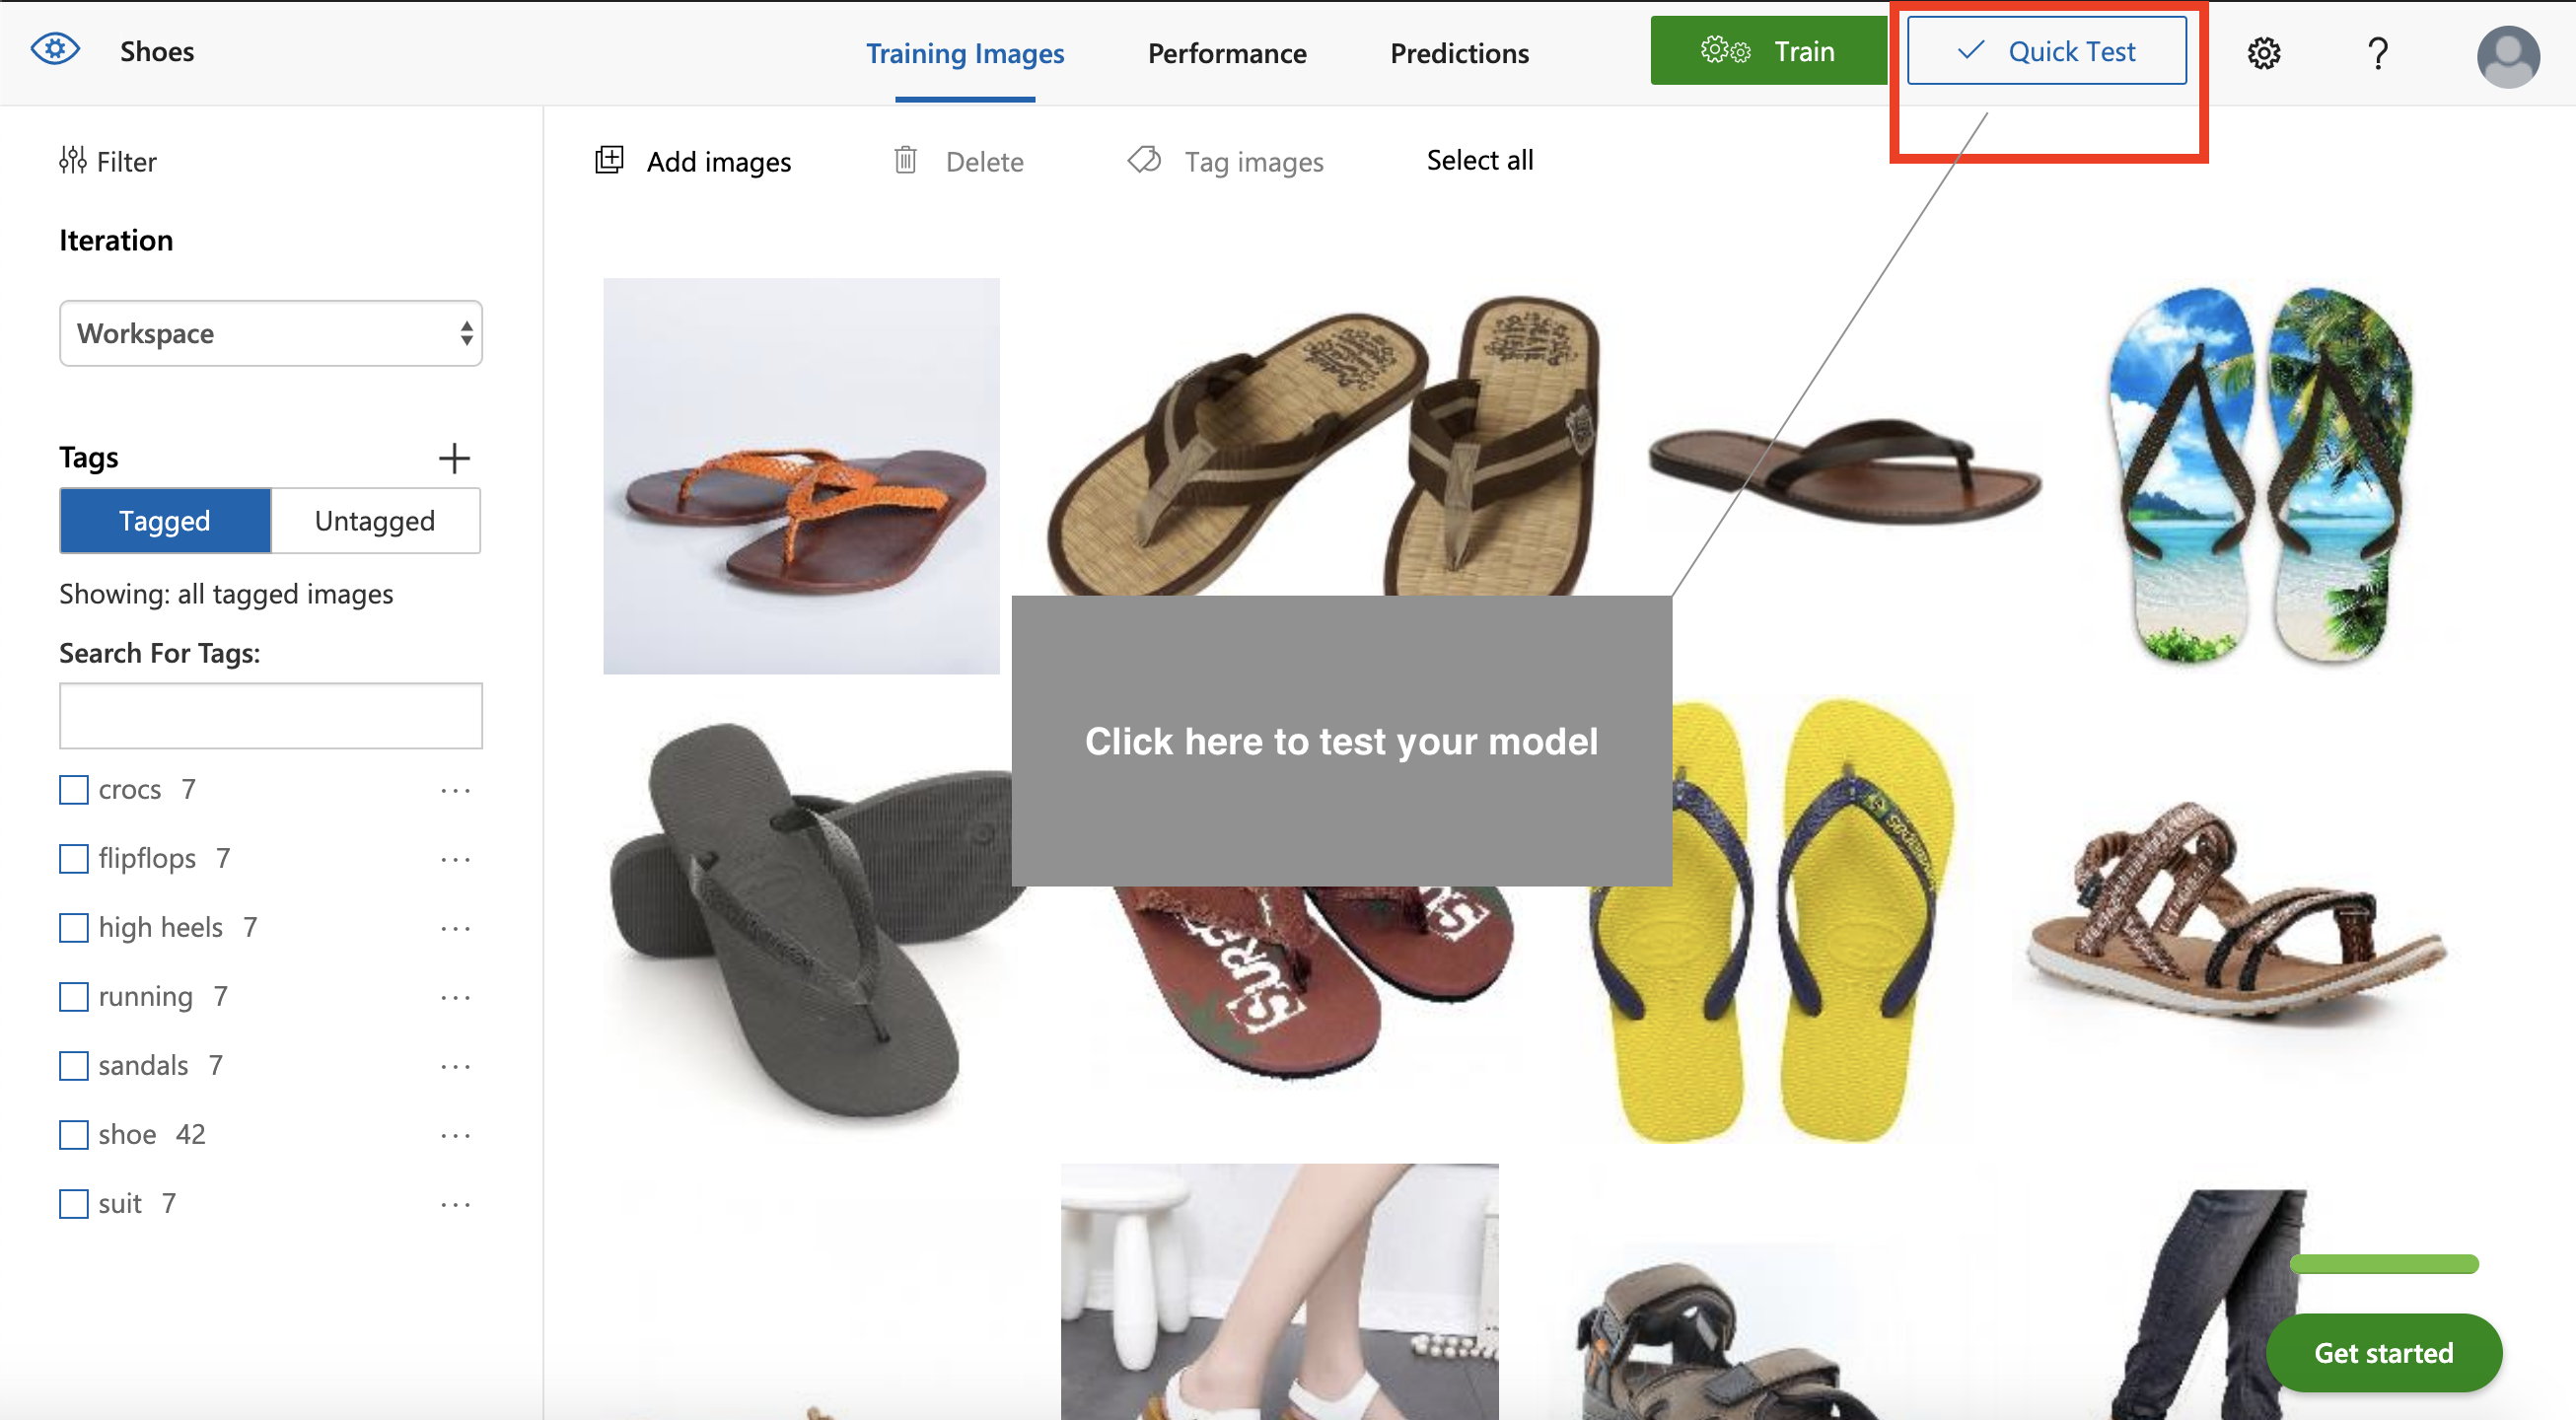 Shoes
Training Images
Performance
Predictions
Train
Quick Test
?
Filter
Add images
Delete
Tag images
Select all
Iteration
Workspace
Tags
Tagged
Untagged
Showing: all tagged images
Search For Tags:
Click here to test your model
crocs 7
flipflops 7
high heels 7
running 7
sandals 7
shoe 42
suit 7
Get started